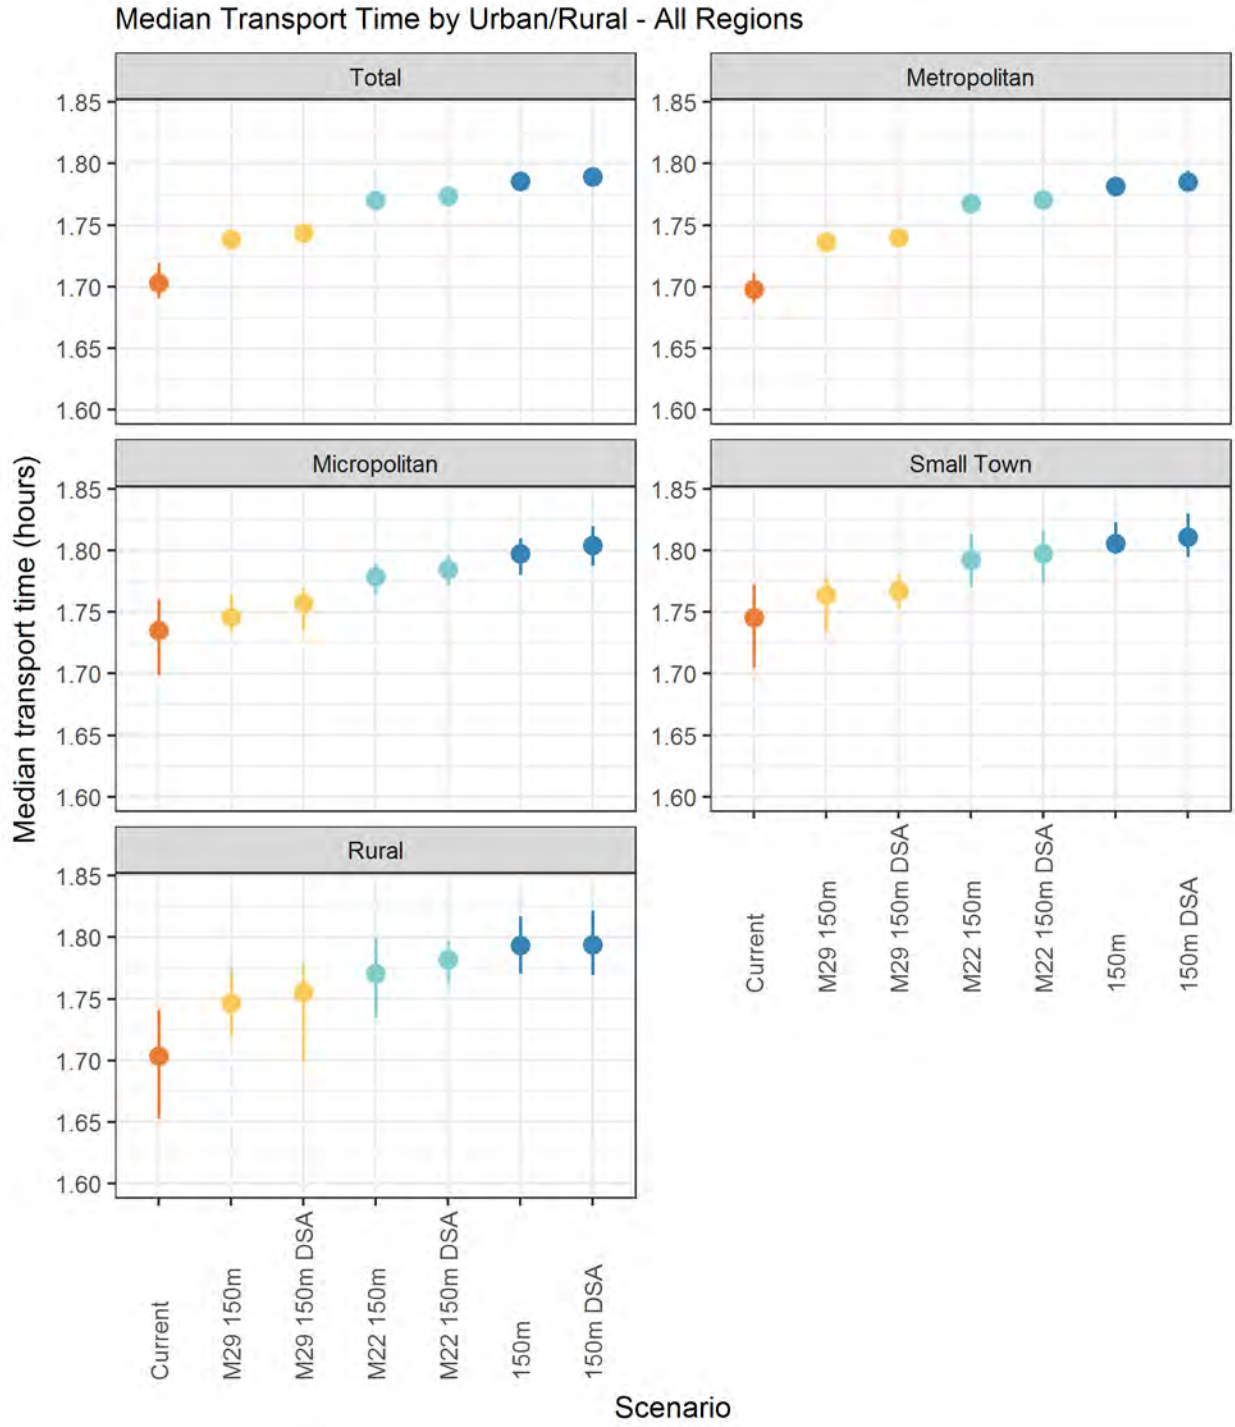 Median Transport Time by Urban/Rural - All Regions
Total
1.85
1.80
1.75
1.70
1.65
1.60
Metropolitan
1.85
1.80
1.75
1.70
1.65
1.60
Micropolitan
1.85
1.80
1.75
1.70
1.65
1.60
Small Town
1.85
1.80
1.75
1.70
1.65
1.60
Current
M29 150m
M29 150m DSA
M22 150m
M22 150m DSA
150m
150m DSA
Rural
1.85
1.80
1.75
1.70
1.65
1.60
Current
M29 150m
M29 150m DSA
M22 150m
M22 150m DSA
150m
150m DSA
Median transport time (hours)
Scenario